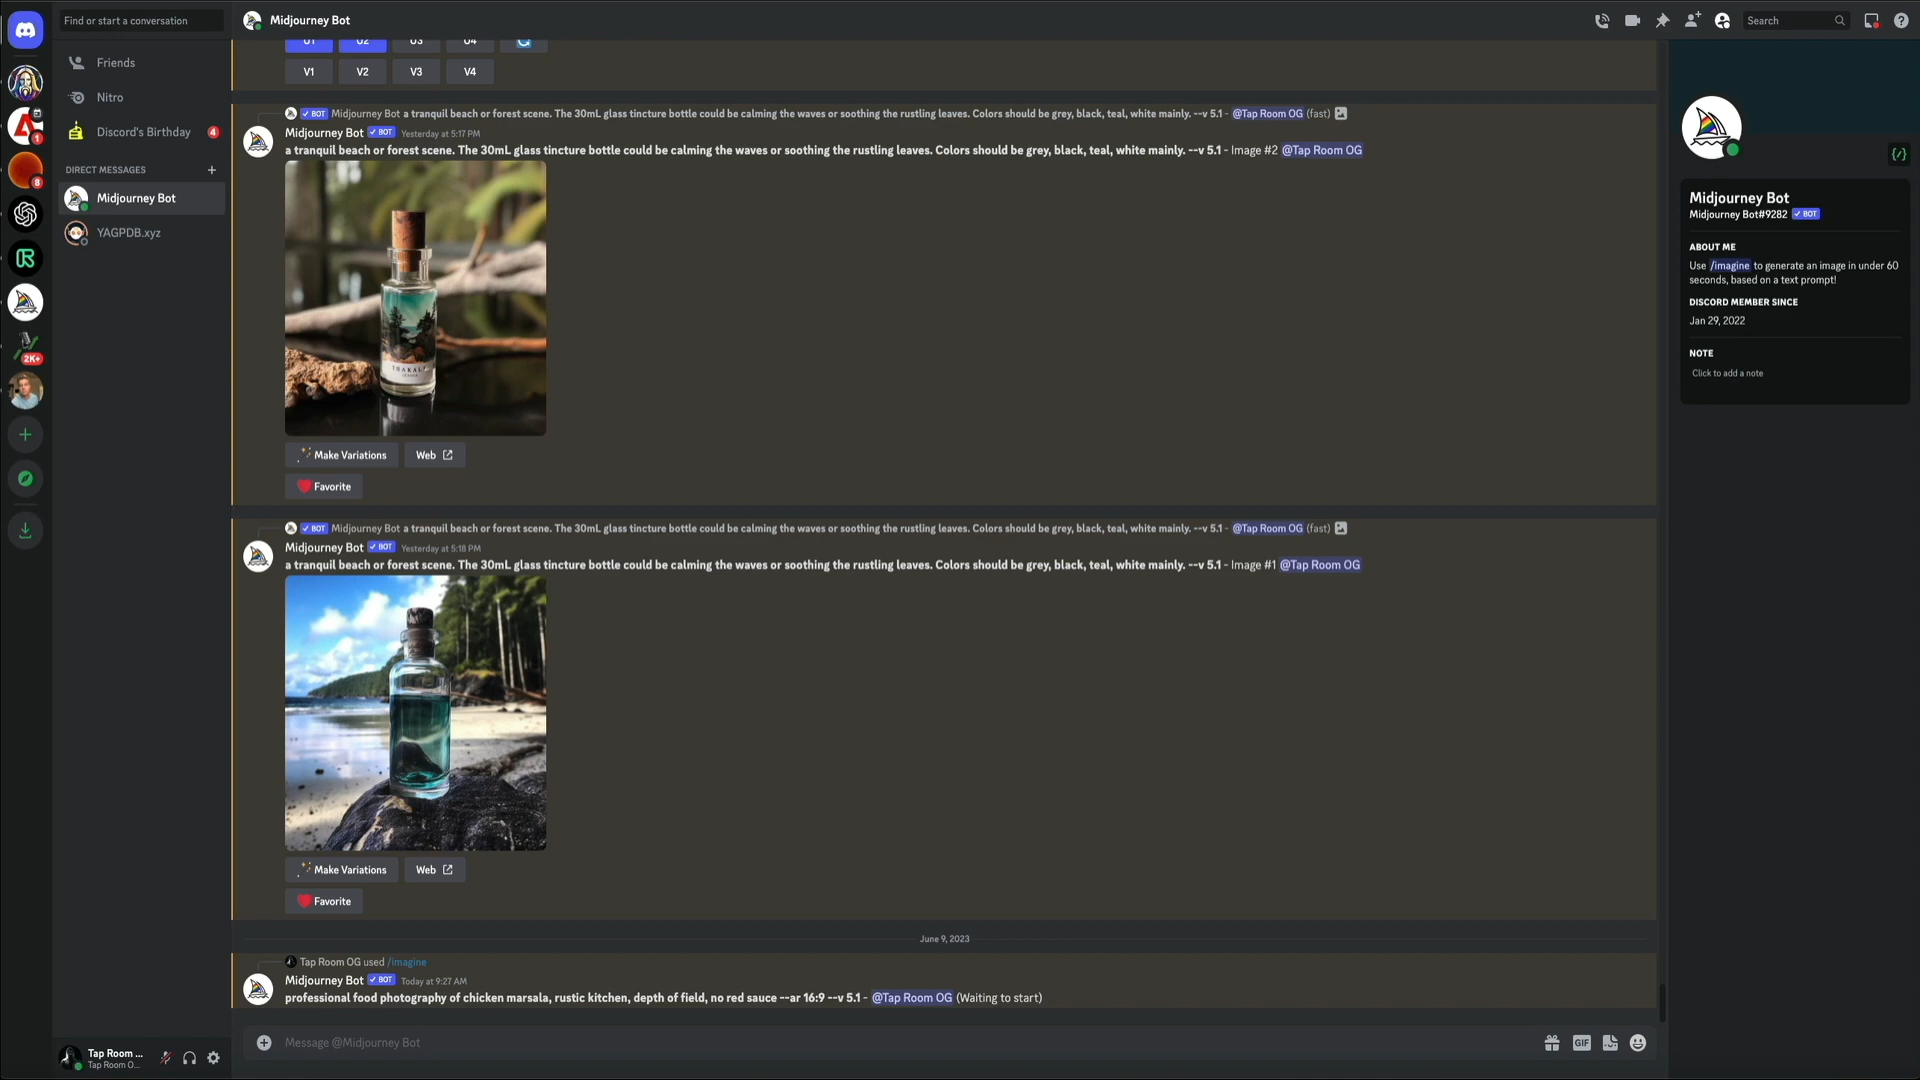 Find or start a conversation
Midjourney Bot
Search
Friends
Nitro
Discord's Birthday
4
DIRECT MESSAGES
Midjourney Bot
YAGPDB.xyz
1
8
2K+
U1 U2 U3 U4
V1 V2 V3 V4
BOT Midjourney Bot a tranquil beach or forest scene. The 30mL glass tincture bottle could be calming the waves or soothing the rustling leaves. Colors should be grey, black, teal, white mainly. --v 5.1 - @Tap Room OG (fast)
Midjourney Bot BOT Yesterday at 5:17 PM
a tranquil beach or forest scene. The 30mL glass tincture bottle could be calming the waves or soothing the rustling leaves. Colors should be grey, black, teal, white mainly. --v 5.1 - Image #2 @Tap Room OG
Make Variations Web
Favorite
BOT Midjourney Bot a tranquil beach or forest scene. The 30mL glass tincture bottle could be calming the waves or soothing the rustling leaves. Colors should be grey, black, teal, white mainly. --v 5.1 - @Tap Room OG (fast)
Midjourney Bot BOT Yesterday at 5:18 PM
a tranquil beach or forest scene. The 30mL glass tincture bottle could be calming the waves or soothing the rustling leaves. Colors should be grey, black, teal, white mainly. --v 5.1 - Image #1 @Tap Room OG
Make Variations Web
Favorite
June 9, 2023
Tap Room OG used /imagine
Midjourney Bot BOT Today at 9:27 AM
professional food photography of chicken marsala, rustic kitchen, depth of field, no red sauce --ar 16:9 --v 5.1 - @Tap Room OG (Waiting to start)
Message @Midjourney Bot
GIF
Tap Room ...
Tap Room O...
Midjourney Bot
Midjourney Bot#9282 BOT
ABOUT ME
Use /imagine to generate an image in under 60
seconds, based on a text prompt!
DISCORD MEMBER SINCE
Jan 29, 2022
NOTE
Click to add a note